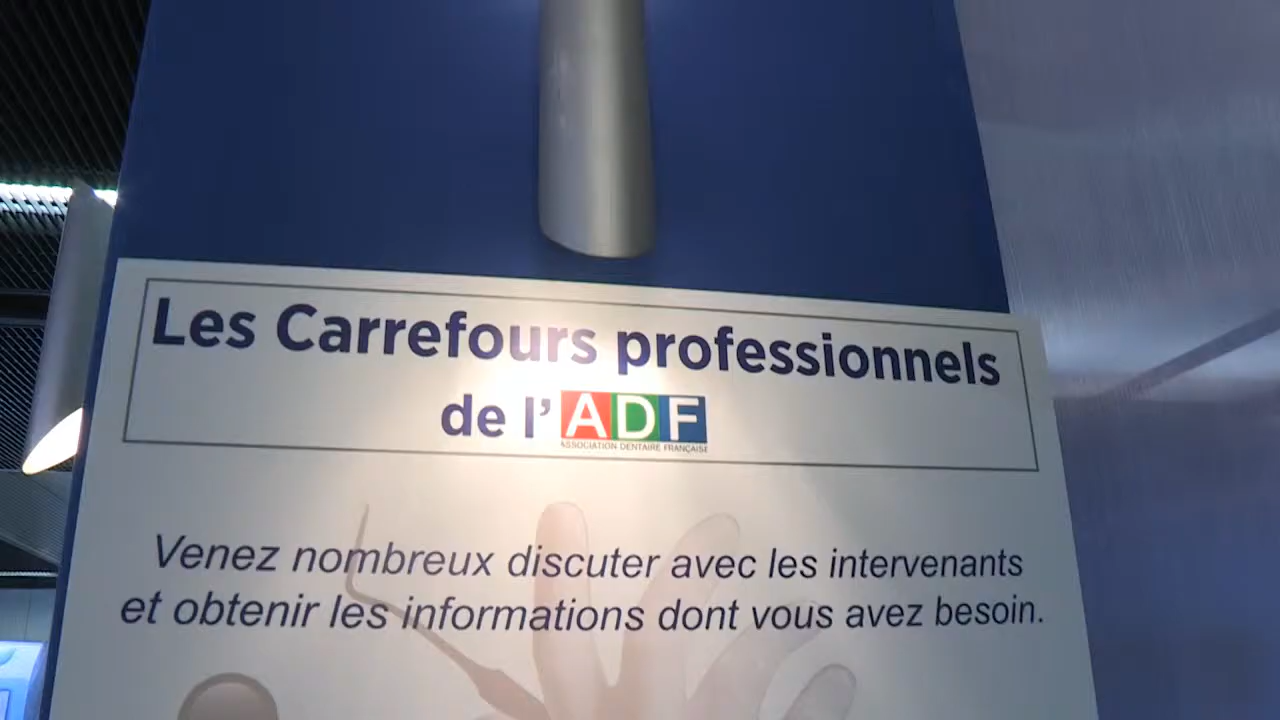 Les Carrefours professionnels
de l'ADF
ASSOCIATION DENTAIRE FRANÇAISE
Venez nombreux discuter avec les intervenants
et obtenir les informations dont vous avez besoin.